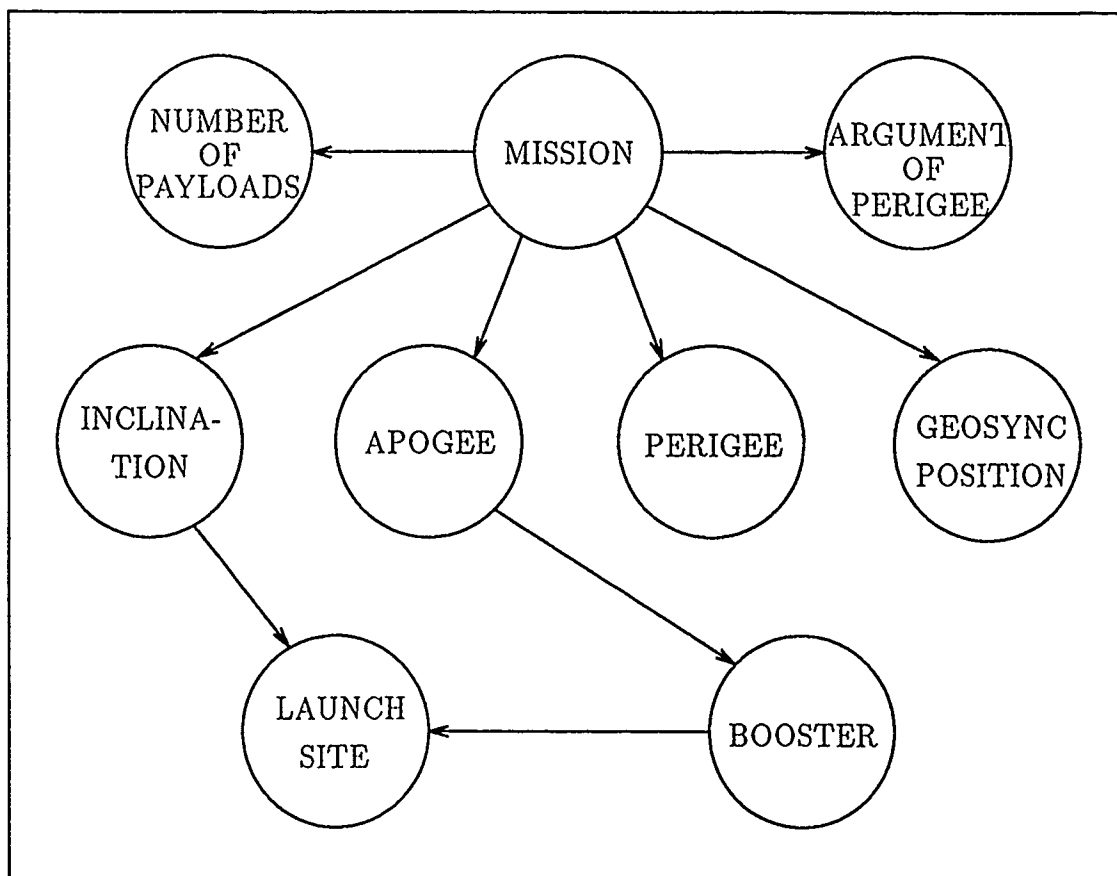 NUMBER
OF
PAYLOADS
MISSION
ARGUMENT
OF
PERIGEE
INCLINA-
TION
APOGEE
PERIGEE
GEOSYNC
POSITION
LAUNCH
SITE
BOOSTER